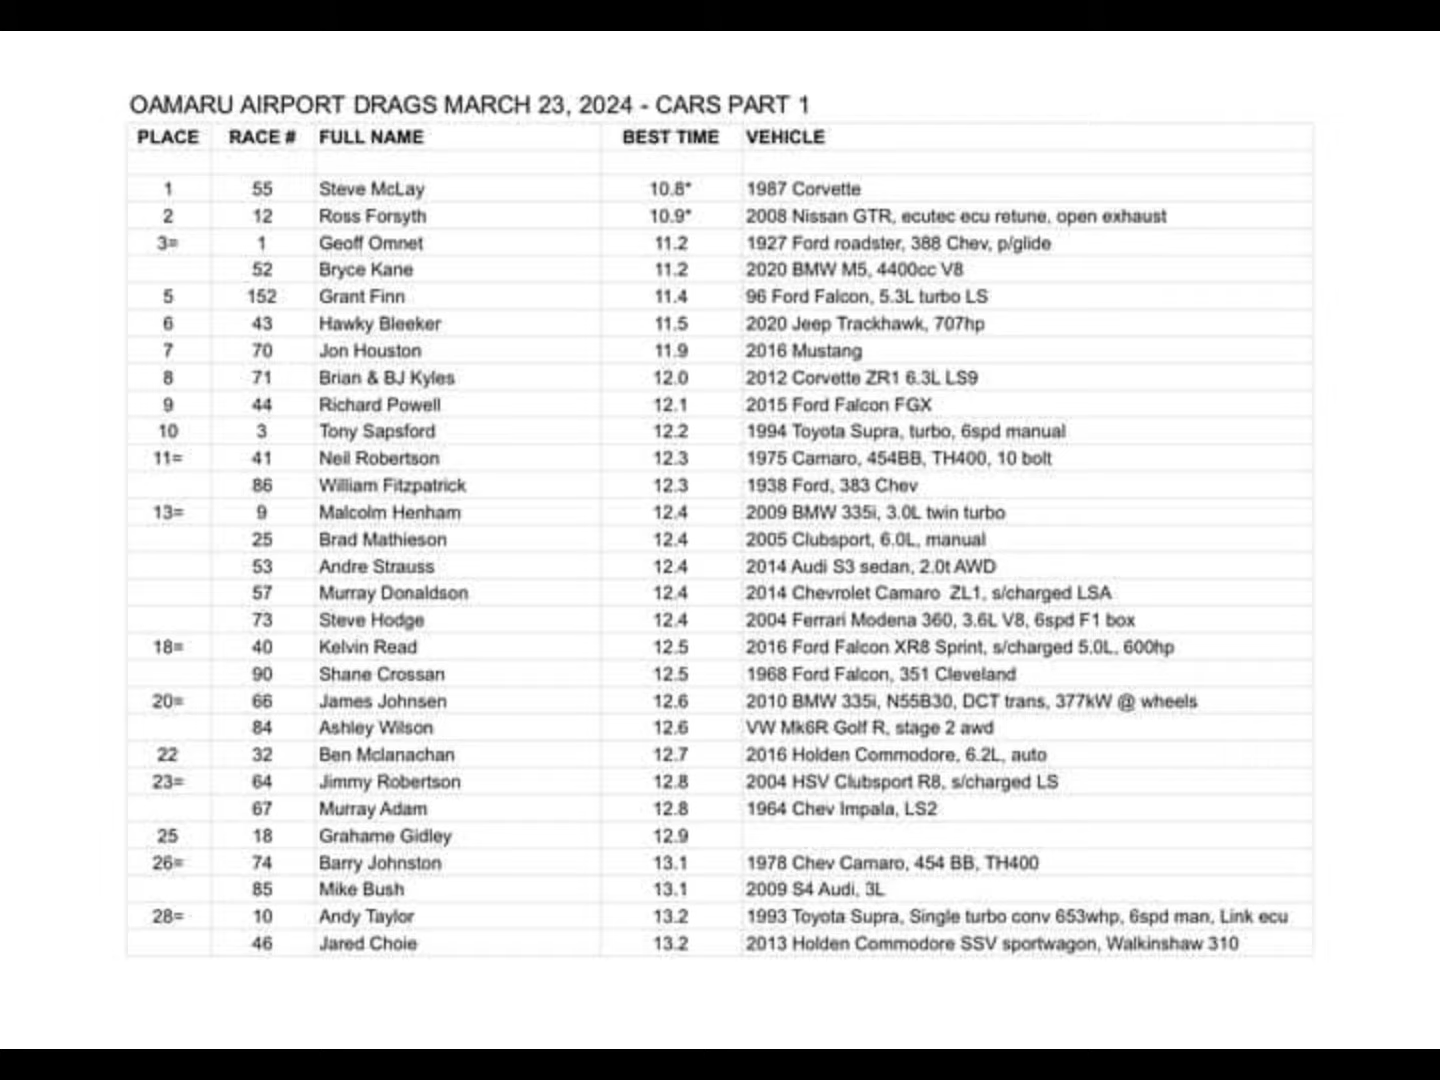 OAMARU AIRPORT DRAGS MARCH 23, 2024 - CARS PART 1
PLACE RACE # FULL NAME BEST TIME VEHICLE
1 55 Steve McLay 10.8* 1987 Corvette
2 12 Ross Forsyth 10.9* 2008 Nissan GTR, ecutec ecu retune, open exhaust
3= 1 Geoff Omnet 11.2 1927 Ford roadster, 388 Chev, p/glide
52 Bryce Kane 11.2 2020 BMW M5, 4400cc V8
5 152 Grant Finn 11.4 96 Ford Falcon, 5.3L turbo LS
6 43 Hawky Bleeker 11.5 2020 Jeep Trackhawk, 707hp
7 70 Jon Houston 11.9 2016 Mustang
8 71 Brian & BJ Kyles 12.0 2012 Corvette ZR1 6.3L LS9
9 44 Richard Powell 12.1 2015 Ford Falcon FGX
10 3 Tony Sapsford 12.2 1994 Toyota Supra, turbo, 6spd manual
11= 41 Neil Robertson 12.3 1975 Camaro, 454BB, TH400, 10 bolt
86 William Fitzpatrick 12.3 1938 Ford, 383 Chev
13= 9 Malcolm Henham 12.4 2009 BMW 335i, 3.0L twin turbo
25 Brad Mathieson 12.4 2005 Clubsport, 6.0L, manual
53 Andre Strauss 12.4 2014 Audi S3 sedan, 2.0t AWD
57 Murray Donaldson 12.4 2014 Chevrolet Camaro ZL1, s/charged LSA
73 Steve Hodge 12.4 2004 Ferrari Modena 360, 3.6L V8, 6spd F1 box
18= 40 Kelvin Read 12.5 2016 Ford Falcon XR8 Sprint, s/charged 5.0L, 600hp
90 Shane Crossan 12.5 1968 Ford Falcon, 351 Cleveland
20= 66 James Johnsen 12.6 2010 BMW 335i, N55B30, DCT trans, 377kW @ wheels
84 Ashley Wilson 12.6 VW Mk6R Golf R, stage 2 awd
22 32 Ben Mclanachan 12.7 2016 Holden Commodore, 6.2L, auto
23= 64 Jimmy Robertson 12.8 2004 HSV Clubsport R8, s/charged LS
67 Murray Adam 12.8 1964 Chev Impala, LS2
25 18 Grahame Gidley 12.9
26= 74 Barry Johnston 13.1 1978 Chev Camaro, 454 BB, TH400
85 Mike Bush 13.1 2009 S4 Audi, 3L
28= 10 Andy Taylor 13.2 1993 Toyota Supra, Single turbo conv 653whp, 6spd man, Link ecu
46 Jared Choie 13.2 2013 Holden Commodore SSV sportwagon, Walkinshaw 310